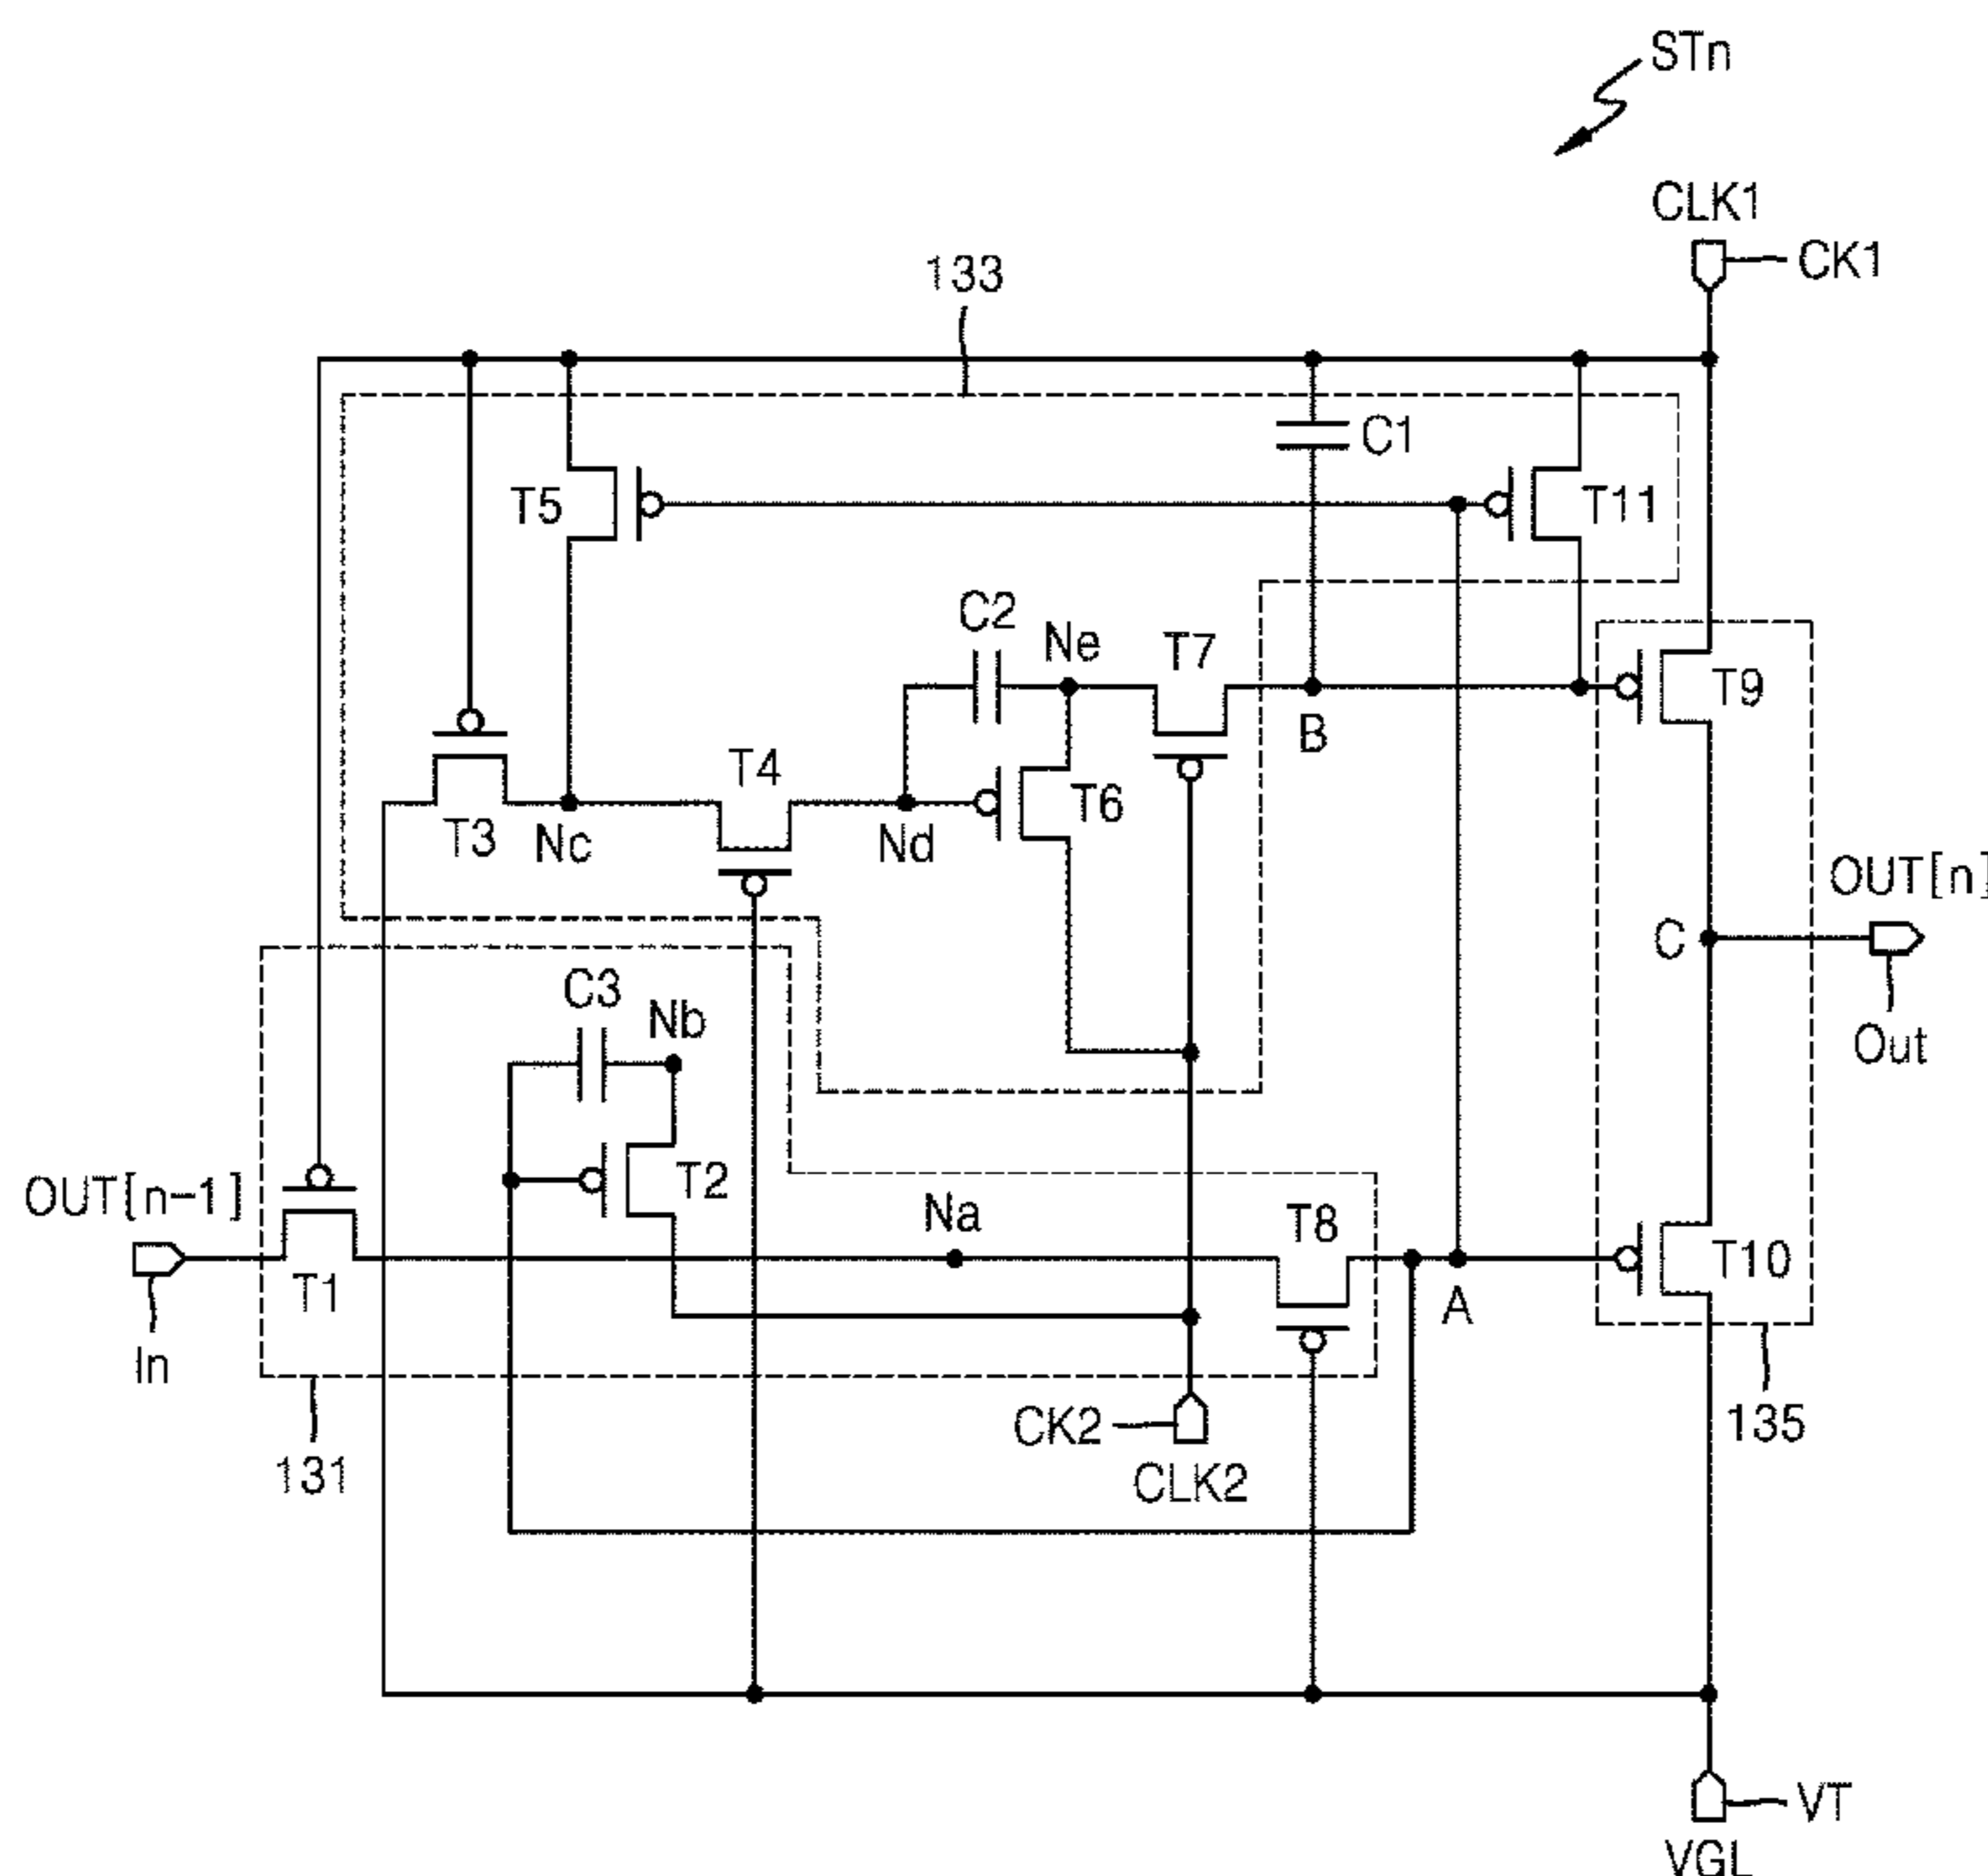 STn
CLK1
CK1
133
C1
T5
T11
C2
Ne
T7
T9
B
T4
T6
T3
Nc
Nd
OUT[n]
C
C3
Nb
Out
T2
OUT[n-1]
Na
T8
T1
T10
A
In
CK2
135
131
CLK2
VT
VGL